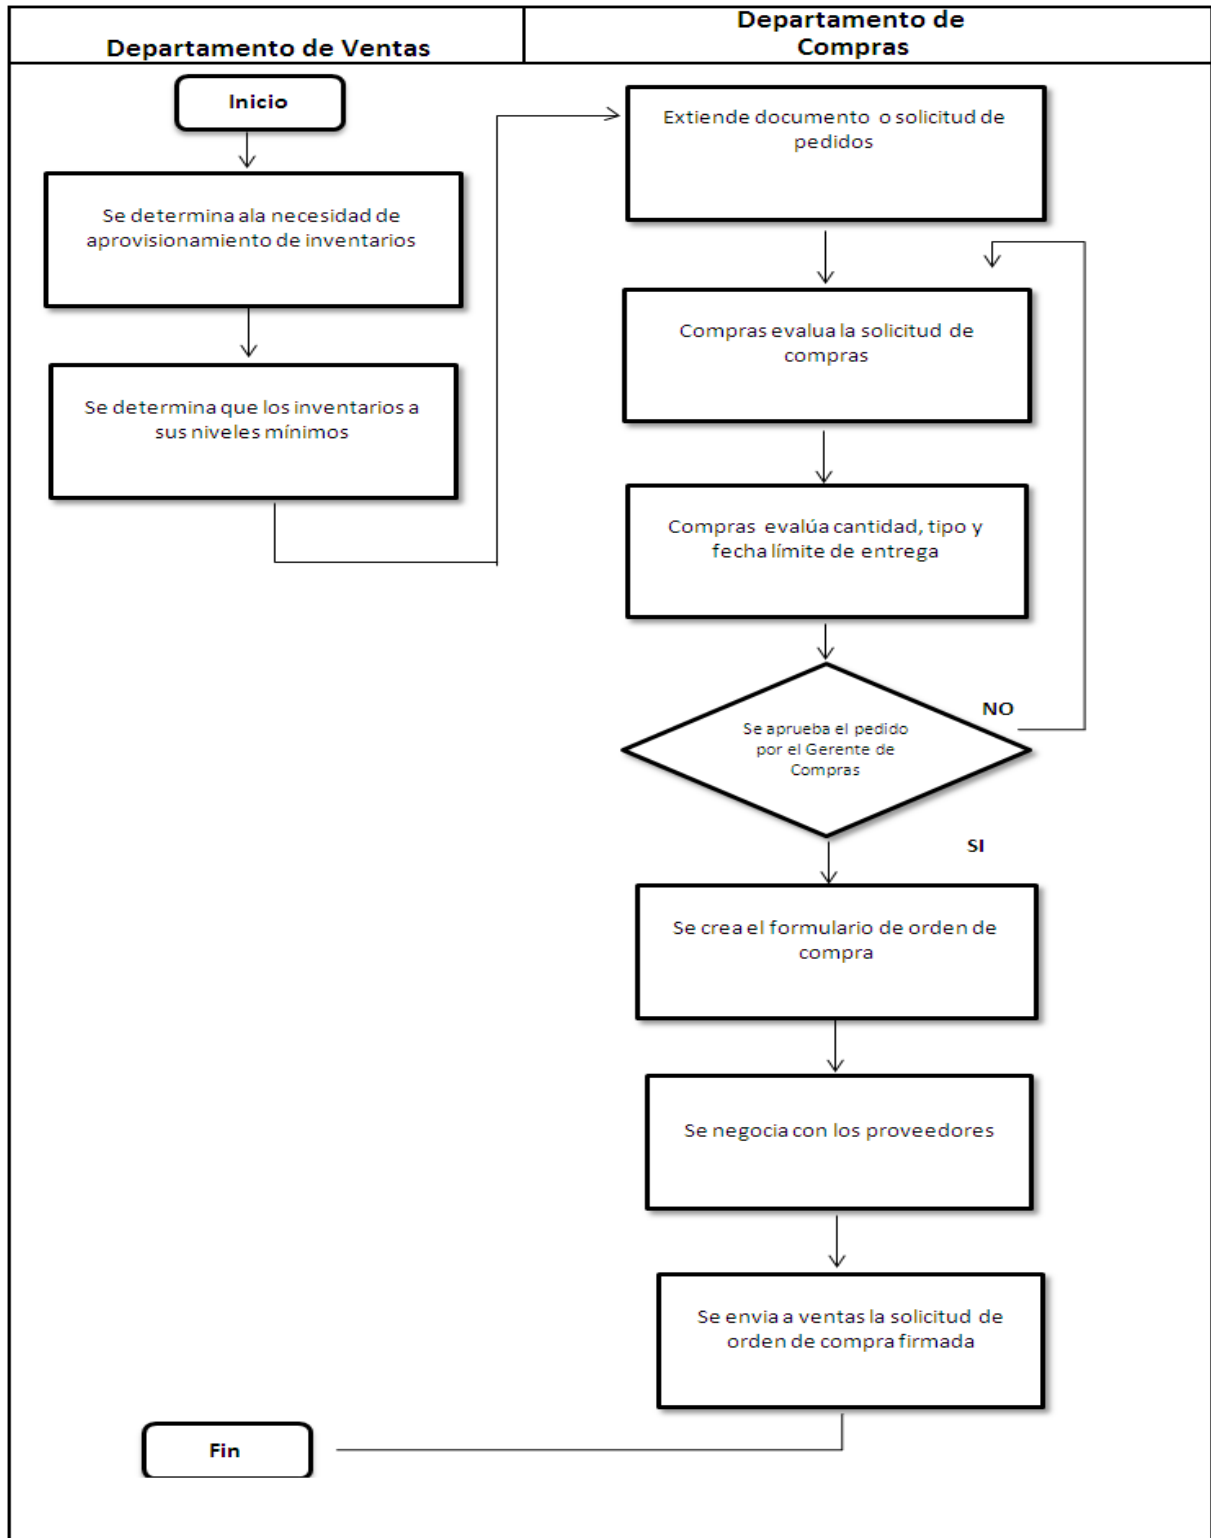 Departamento de Ventas
Departamento de
Compras
Inicio
Se determina ala necesidad de
aprovisionamiento de inventarios
Se determina que los inventarios a
sus niveles mínimos
Extiende documento o solicitud de
pedidos
Compras evalua la solicitud de
compras
Compras evalúa cantidad, tipo y
fecha límite de entrega
Se aprueba el pedido
por el Gerente de
Compras
NO
SI
Se crea el formulario de orden de
compra
Se negocia con los proveedores
Se envia a ventas la solicitud de
orden de compra firmada
Fin